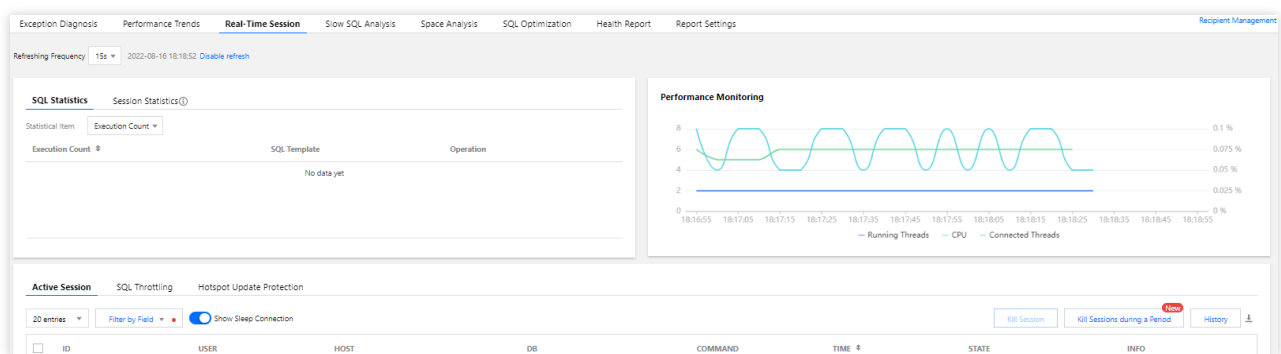 Exception Diagnosis Performance Trends Real-Time Session Slow SQL Analysis Space Analysis SQL Optimization Health Report Report Settings Recipient Management
Refreshing Frequency 15s 2022-08-16 18:18:52 Disable refresh
SQL Statistics Session Statistics
Statistical Item Execution Count
Execution Count SQL Template Operation
No data yet
Performance Monitoring
8 0.1 %
6 0.075 %
4 0.05 %
2 0.025 %
0 0 %
18:16:55 18:17:05 18:17:15 18:17:25 18:17:35 18:17:45 18:17:55 18:18:05 18:18:15 18:18:25 18:18:35 18:18:45 18:18:55
Running Threads CPU Connected Threads
Active Session SQL Throttling Hotspot Update Protection
20 entries Filter by Field Show Sleep Connection Kill Session Kill Sessions during a Period New History
ID USER HOST DB COMMAND TIME STATE INFO